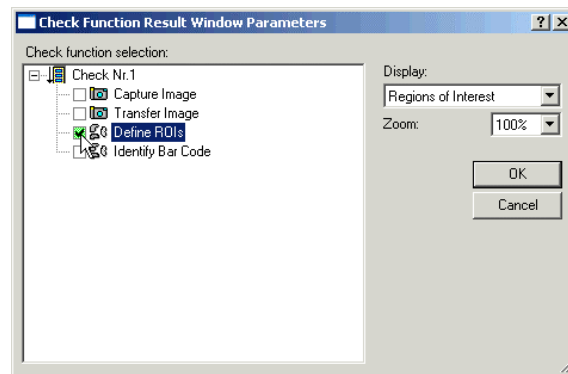 Check Function Result Window Parameters
Check function selection:
Check Nr.1
Capture Image
Transfer Image
Define ROIs
Identify Bar Code
Display:
Regions of Interest
Zoom: 100%
OK
Cancel